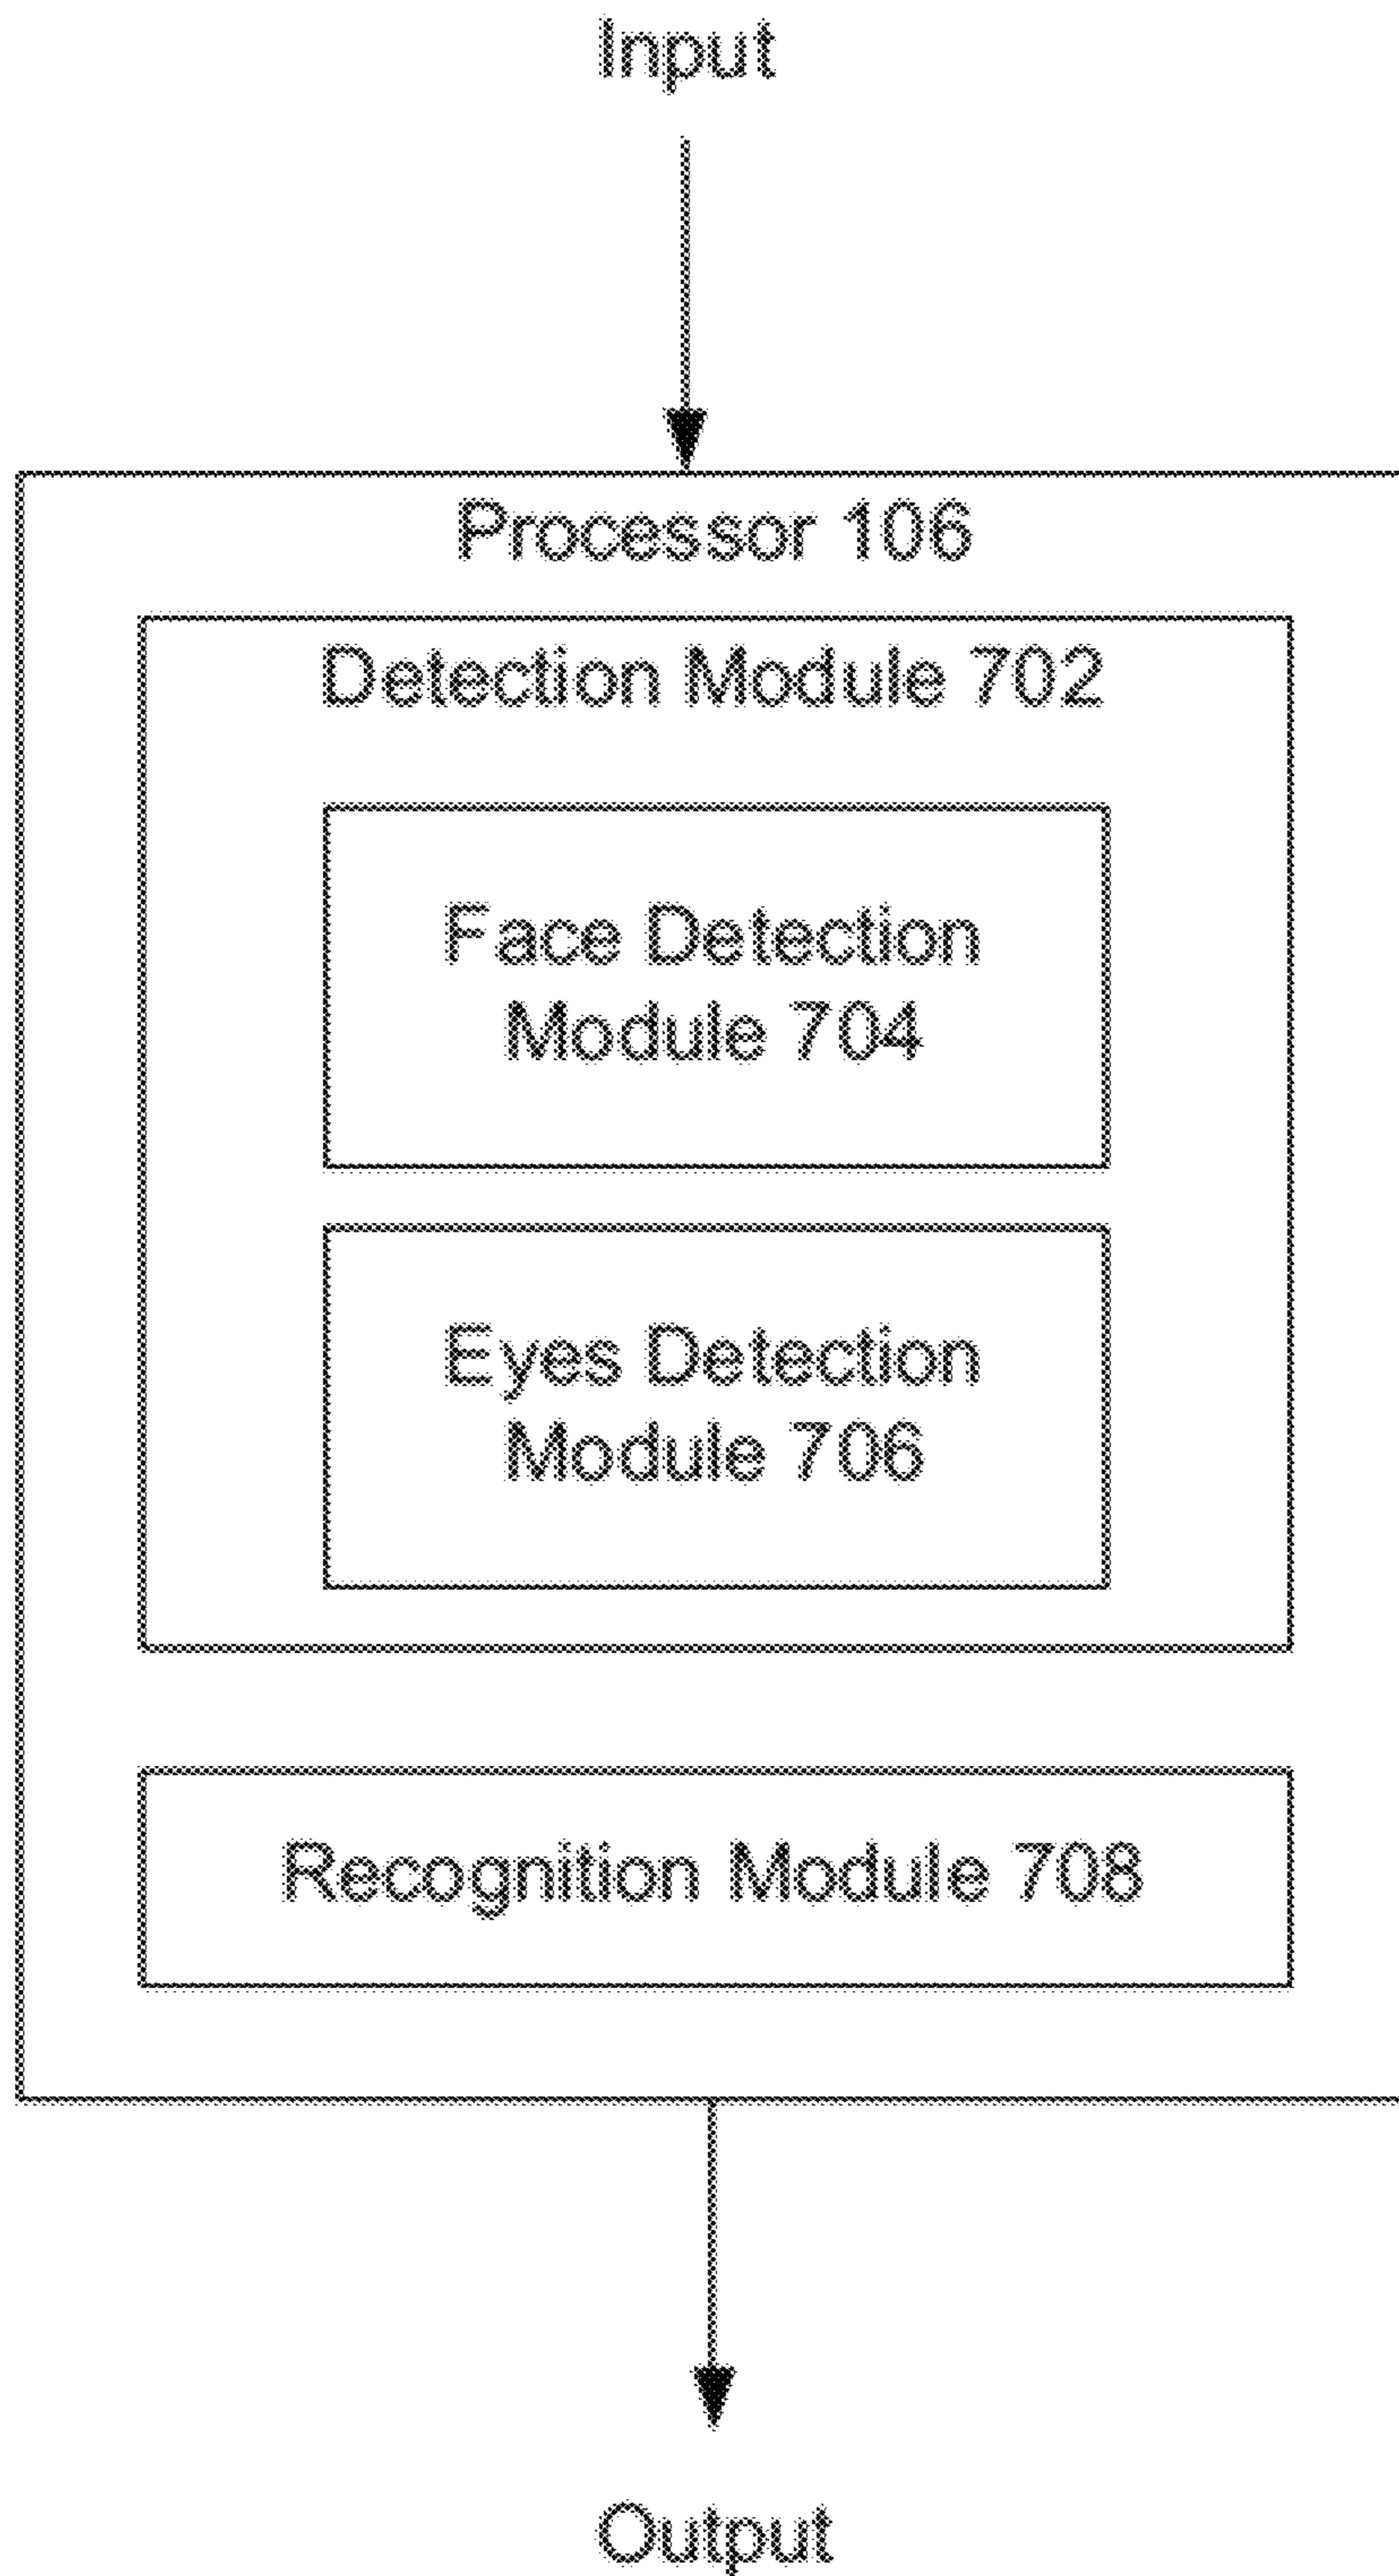 Input
Processor 106
Detection Module 702
Face Detection
Module 704
Eyes Detection
Module 706
Recognition Module 708
Output